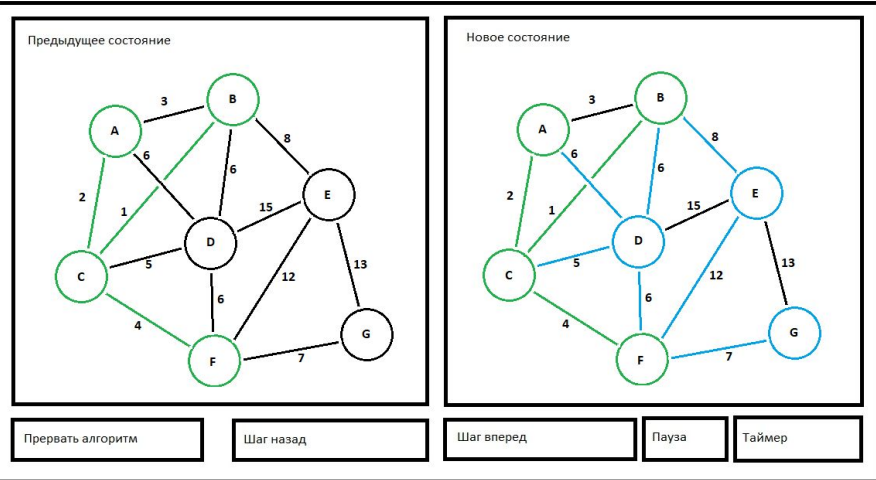 Предыдущее состояние
A
B
C
D
E
F
G
3
6
2
1
6
8
15
5
6
12
13
4
7
Новое состояние
A
B
C
D
E
F
G
3
6
2
1
6
8
15
5
6
12
13
4
7
Прервать алгоритм
Шаг назад
Шаг вперед
Пауза
Таймер